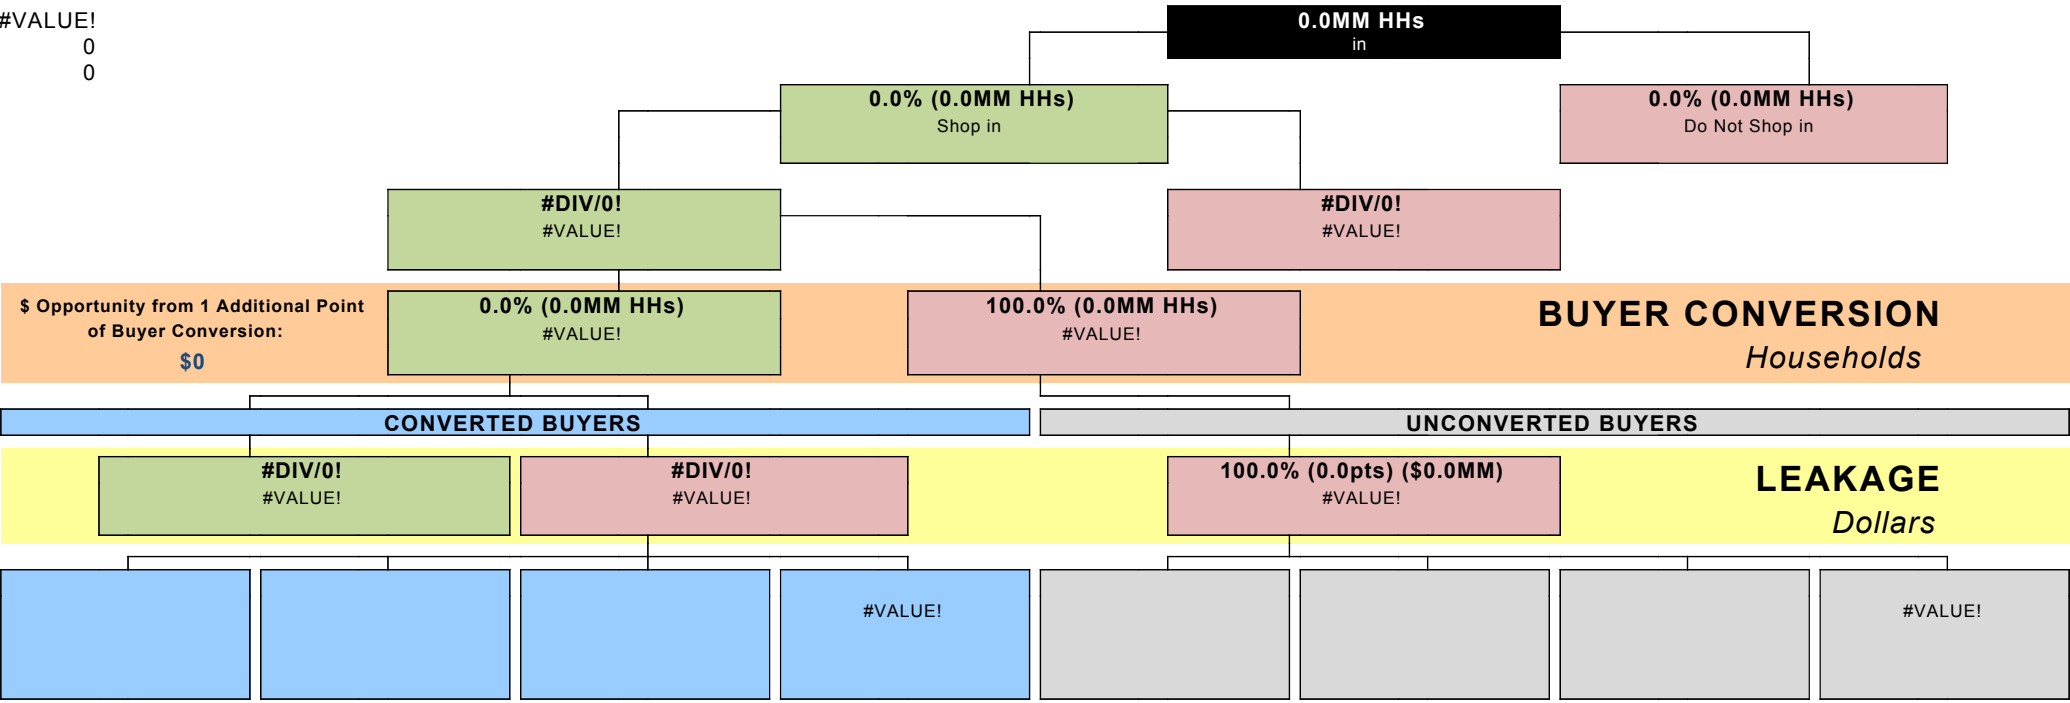 #VALUE!
0
0
0.0MM HHs
in
0.0% (0.0MM HHs)
Shop in
0.0% (0.0MM HHs)
Do Not Shop in
#DIV/0!
#VALUE!
#DIV/0!
#VALUE!
$ Opportunity from 1 Additional Point
of Buyer Conversion:
$0
0.0% (0.0MM HHs)
#VALUE!
100.0% (0.0MM HHs)
#VALUE!
BUYER CONVERSION
Households
CONVERTED BUYERS
UNCONVERTED BUYERS
#DIV/0!
#VALUE!
#DIV/0!
#VALUE!
100.0% (0.0pts) ($0.0MM)
#VALUE!
LEAKAGE
Dollars
#VALUE!
#VALUE!